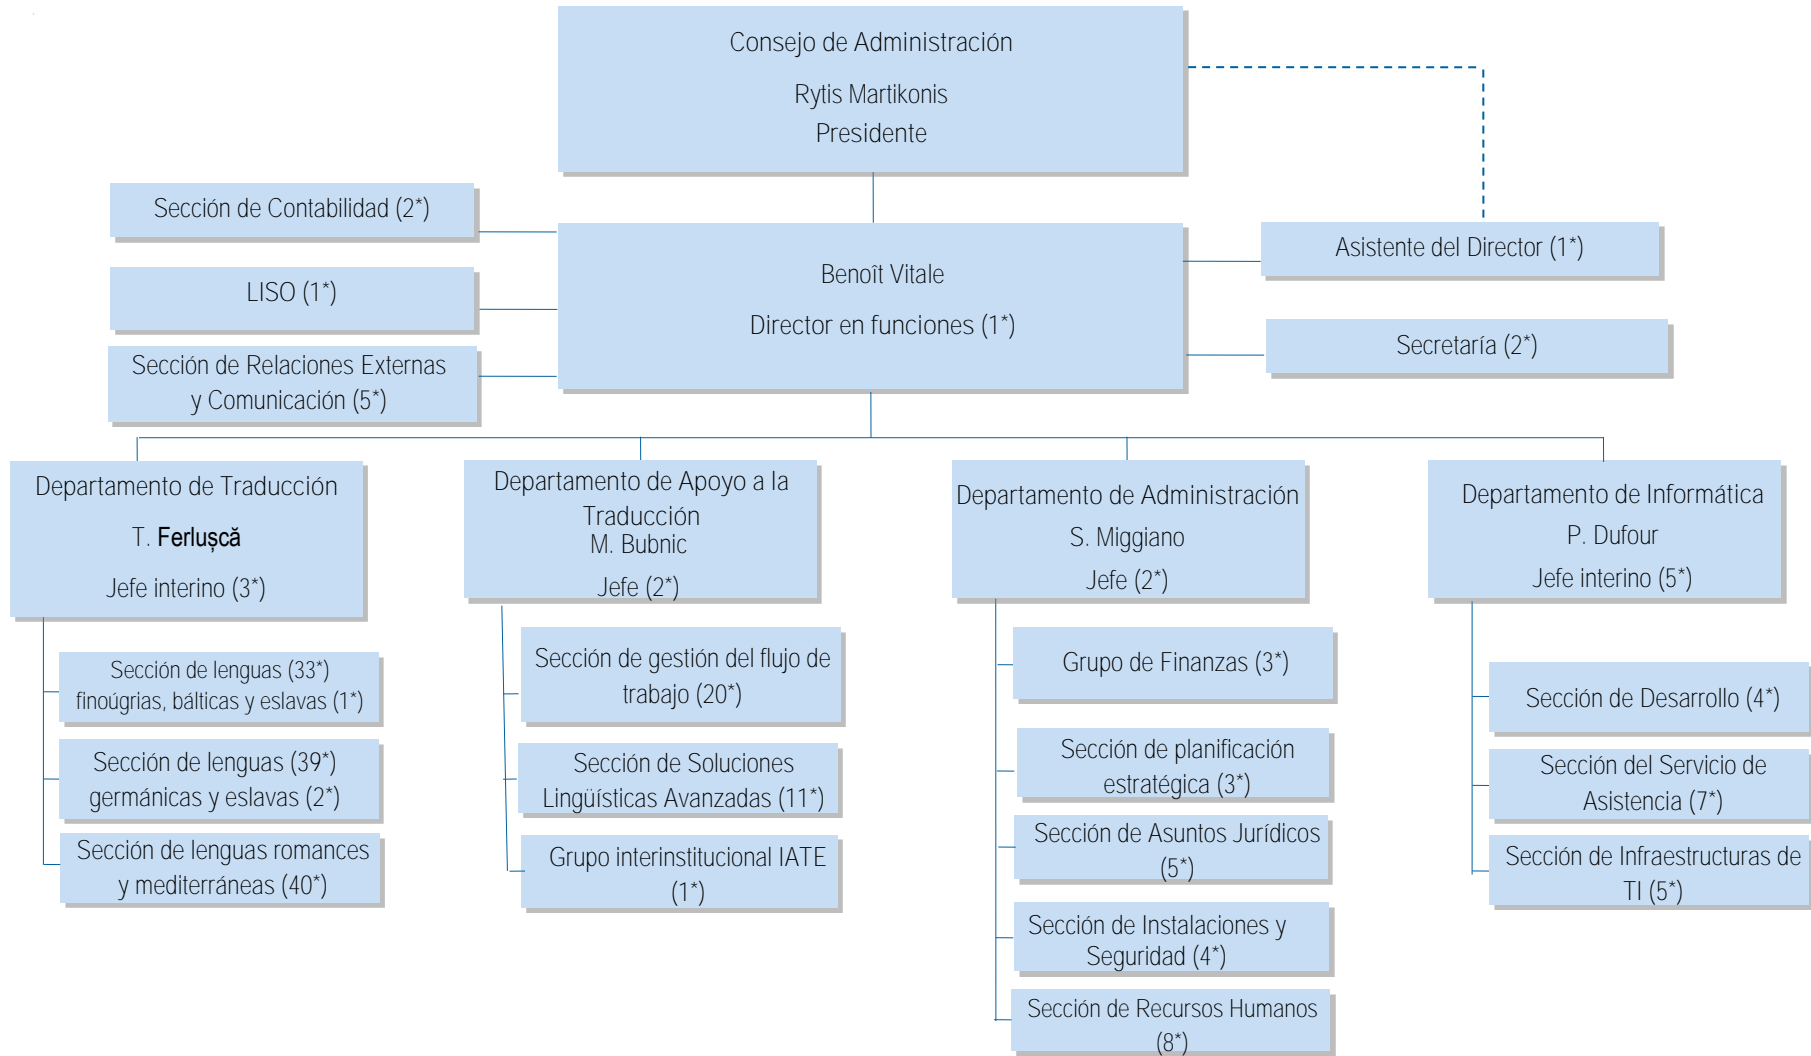 Consejo de Administración
Rytis Martikonis
Presidente
Sección de Contabilidad (2*)
LISO (1*)
Sección de Relaciones Externas
y Comunicación (5*)
Benoît Vitale
Director en funciones (1*)
Asistente del Director (1*)
Secretaría (2*)
Departamento de Traducción
T. Ferlușcă
Jefe interino (3*)
Sección de lenguas (33*)
finoúgrias, bálticas y eslavas (1*)
Sección de lenguas (39*)
germánicas y eslavas (2*)
Sección de lenguas romances
y mediterráneas (40*)
Departamento de Apoyo a la
Traducción
M. Bubnic
Jefe (2*)
Sección de gestión del flujo de
trabajo (20*)
Sección de Soluciones
Lingüísticas Avanzadas (11*)
Grupo interinstitucional IATE
(1*)
Departamento de Administración
S. Miggiano
Jefe (2*)
Grupo de Finanzas (3*)
Sección de planificación
estratégica (3*)
Sección de Asuntos Jurídicos
(5*)
Sección de Instalaciones y
Seguridad (4*)
Sección de Recursos Humanos
(8*)
Departamento de Informática
P. Dufour
Jefe interino (5*)
Sección de Desarrollo (4*)
Sección del Servicio de
Asistencia (7*)
Sección de Infraestructuras de
TI (5*)